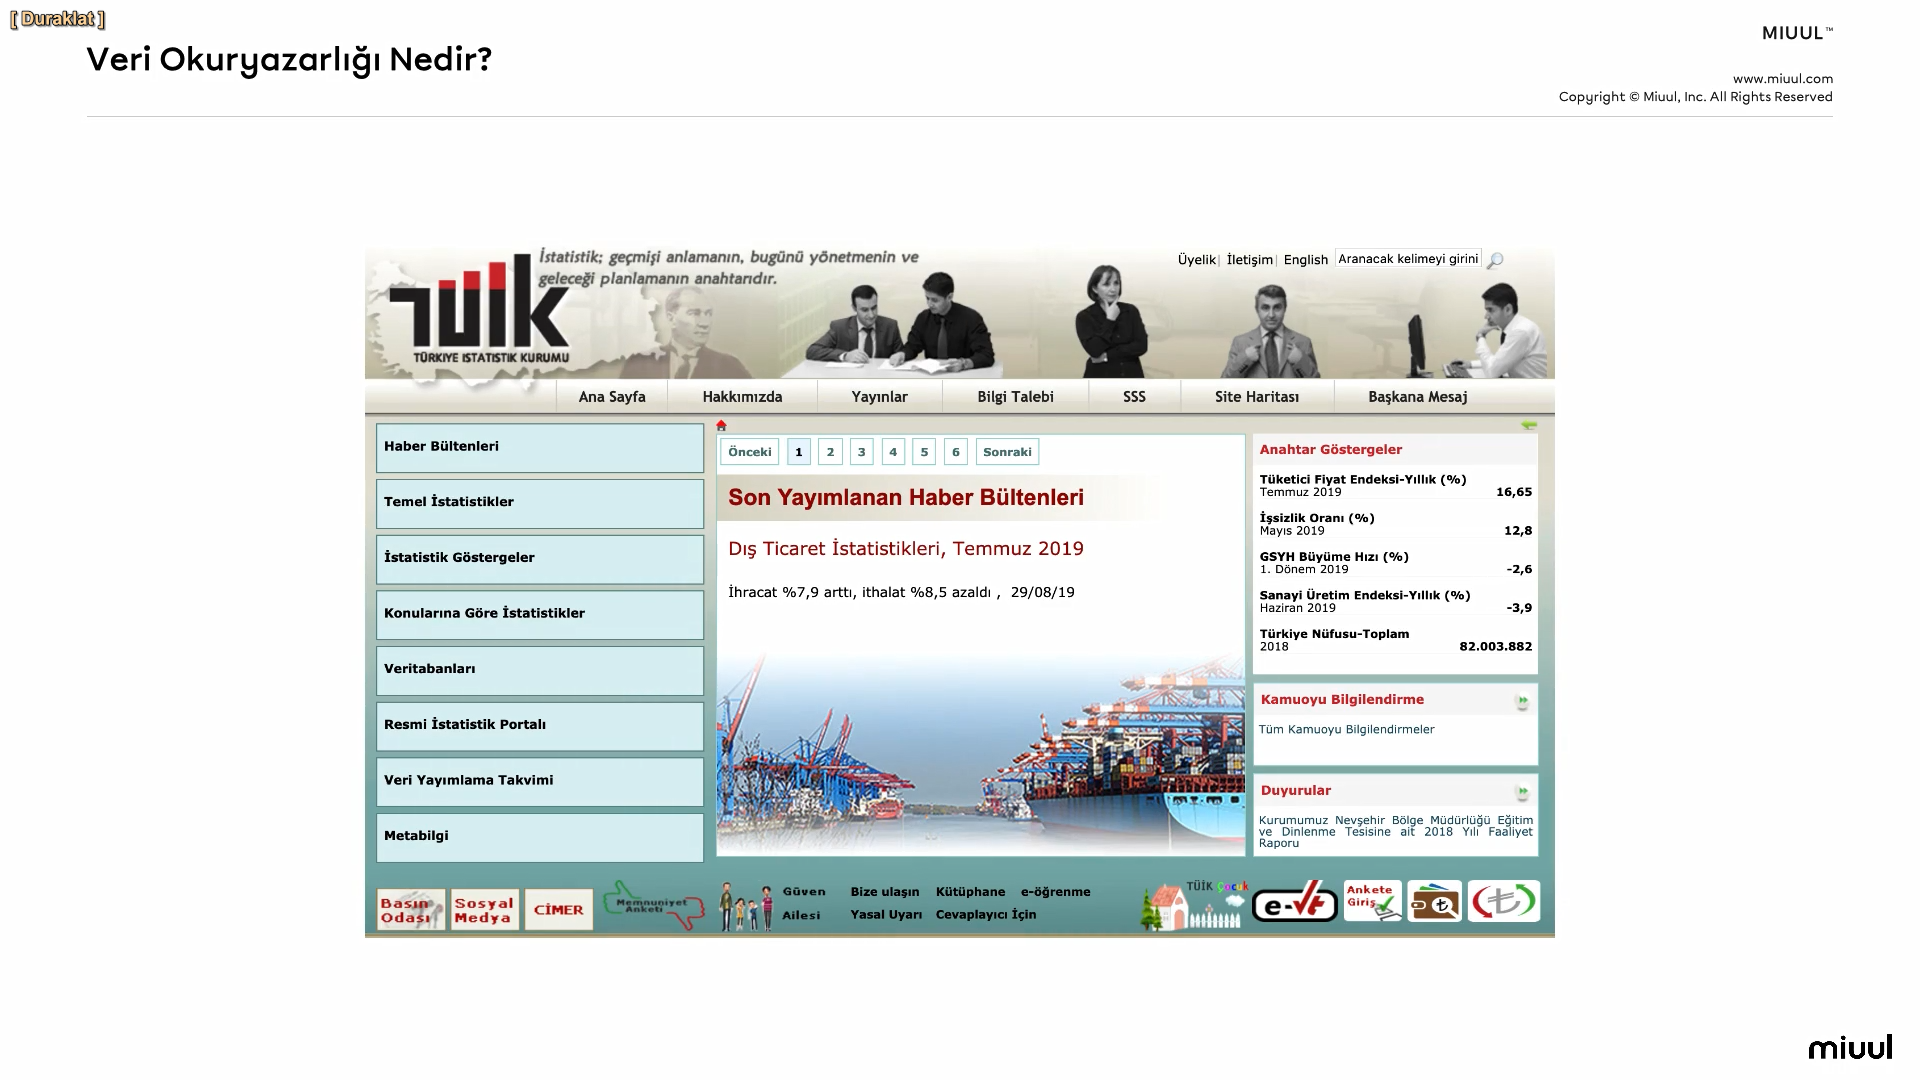 [ Duraklat ]
Veri Okuryazarlığı Nedir?
MIUUL™
www.miuul.com
Copyright © Miuul, Inc. All Rights Reserved
İstatistik; geçmişi anlamanın, bugünü yönetmenin ve
geleceği planlamanın anahtarıdır.
TÜİK
TÜRKİYE İSTATİSTİK KURUMU
Üyelik| İletişim| English Aranacak kelimeyi girini
Ana Sayfa Hakkımızda Yayınlar Bilgi Talebi SSS Site Haritası Başkana Mesaj
Haber Bültenleri
Temel İstatistikler
İstatistik Göstergeler
Konularına Göre İstatistikler
Veritabanları
Resmi İstatistik Portalı
Veri Yayımlama Takvimi
Metabilgi
Önceki 1 2 3 4 5 6 Sonraki
Son Yayımlanan Haber Bültenleri
Dış Ticaret İstatistikleri, Temmuz 2019
İhracat %7,9 arttı, ithalat %8,5 azaldı , 29/08/19
Anahtar Göstergeler
Tüketici Fiyat Endeksi-Yıllık (%)
Temmuz 2019 16,65
İşsizlik Oranı (%)
Mayıs 2019 12,8
GSYH Büyüme Hızı (%)
1. Dönem 2019 -2,6
Sanayi Üretim Endeksi-Yıllık (%)
Haziran 2019 -3,9
Türkiye Nüfusu-Toplam
2018 82.003.882
Kamuoyu Bilgilendirme
Tüm Kamuoyu Bilgilendirmeler
Duyurular
Kurumumuz Nevşehir Bölge Müdürlüğü Eğitim
ve Dinlenme Tesisine ait 2018 Yılı Faaliyet
Raporu
Basın
Odası
Sosyal
Medya
CİMER
Memnuniyet
Anketi
Güven
Ailesi
Bize ulaşın Kütüphane e-öğrenme
Yasal Uyarı Cevaplayıcı İçin
TÜİK Çocuk
e-VT
Ankete
Giriş
miuul